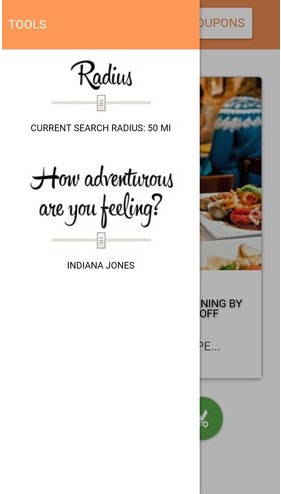 TOOLS
OUPONS
Radius
CURRENT SEARCH RADIUS: 50 MI
How adventurous
are you feeling?
INDIANA JONES
NING BY
OFF
PE...